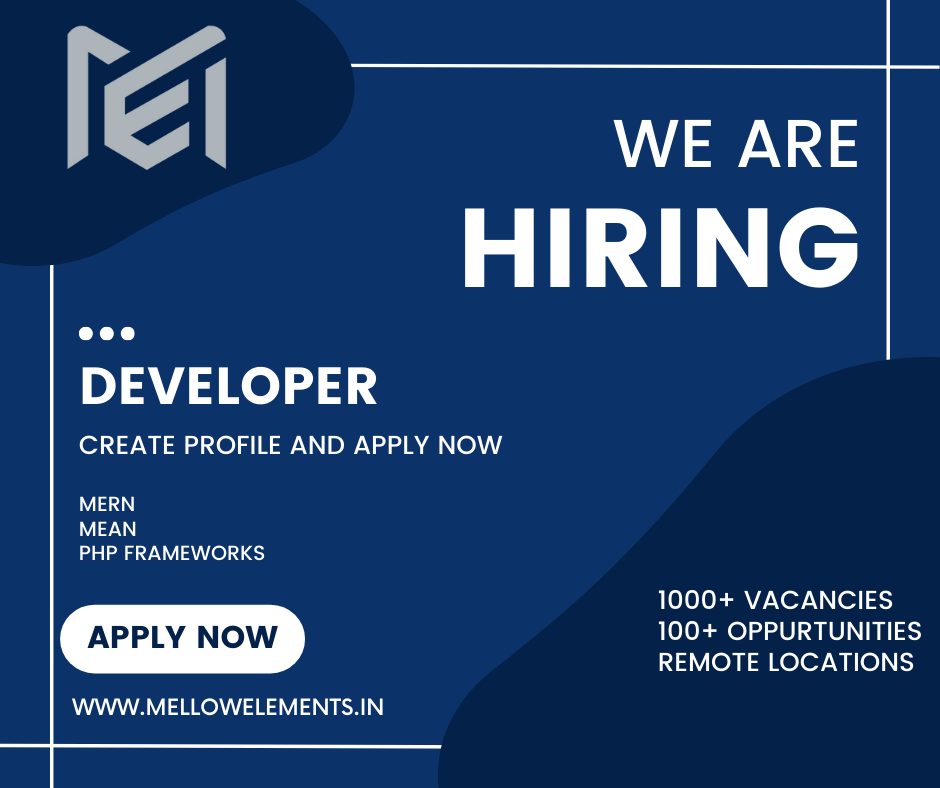 WE ARE
HIRING
DEVELOPER
CREATE PROFILE AND APPLY NOW
MERN
MEAN
PHP FRAMEWORKS
APPLY NOW
WWW.MELLOWELEMENTS.IN
1000+ VACANCIES
100+ OPPURTUNITIES
REMOTE LOCATIONS